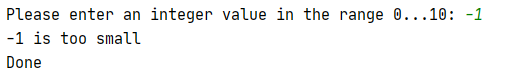 Please enter an integer value in the range 0...10: -1
-1 is too small
Done